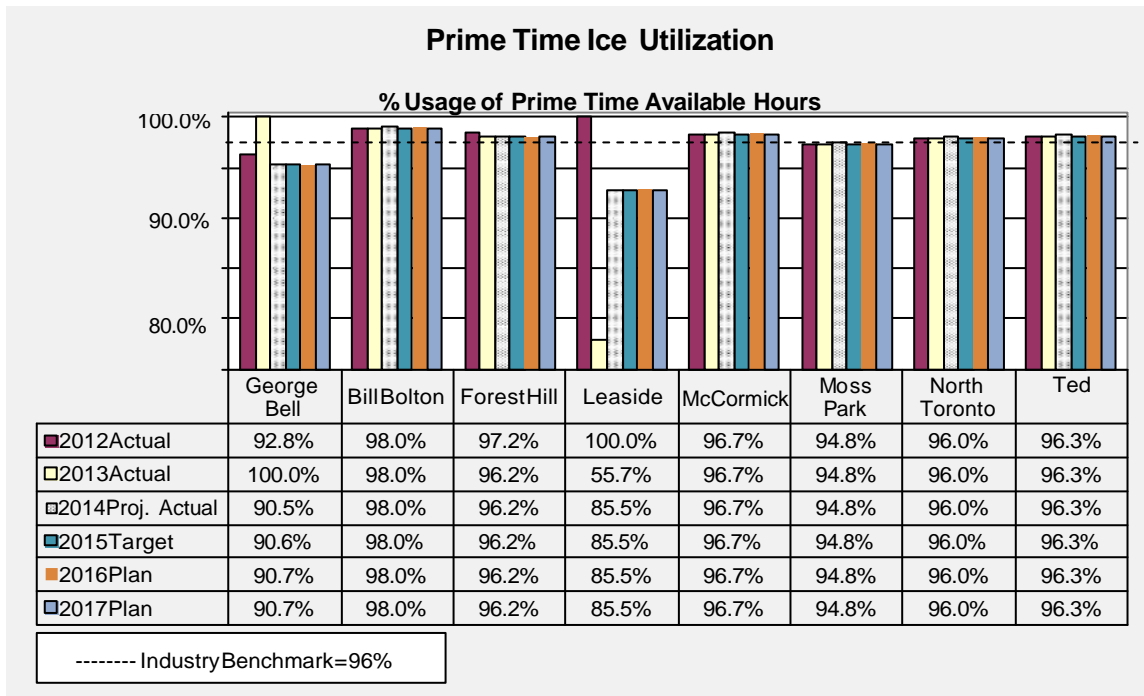 Prime Time Ice Utilization
% Usage of Prime Time Available Hours
100.0%
90.0%
80.0%
George Bell BillBolton ForestHill Leaside McCormick Moss Park North Toronto Ted
2012Actual 92.8% 98.0% 97.2% 100.0% 96.7% 94.8% 96.0% 96.3%
2013Actual 100.0% 98.0% 96.2% 55.7% 96.7% 94.8% 96.0% 96.3%
2014Proj. Actual 90.5% 98.0% 96.2% 85.5% 96.7% 94.8% 96.0% 96.3%
2015Target 90.6% 98.0% 96.2% 85.5% 96.7% 94.8% 96.0% 96.3%
2016Plan 90.7% 98.0% 96.2% 85.5% 96.7% 94.8% 96.0% 96.3%
2017Plan 90.7% 98.0% 96.2% 85.5% 96.7% 94.8% 96.0% 96.3%
-------- IndustryBenchmark=96%